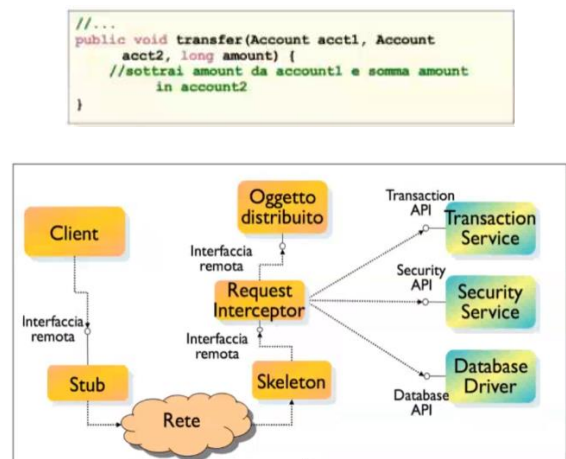 //...
public void transfer(Account acct1, Account
acct2, long amount) {
//sottrai amount da account1 e somma amount
in account2
}
Oggetto
distribuito
Transaction
API
Transaction
Service
Client
Interfaccia
remota
Security
API
Request
Interceptor
Security
Service
Interfaccia
remota
Interfaccia
remota
Stub
Skeleton
Database
Driver
Rete
Database
API